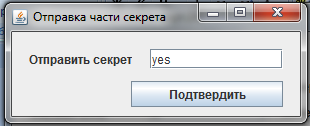 Отправка части секрета
Отправить секрет yes
Подтвердить